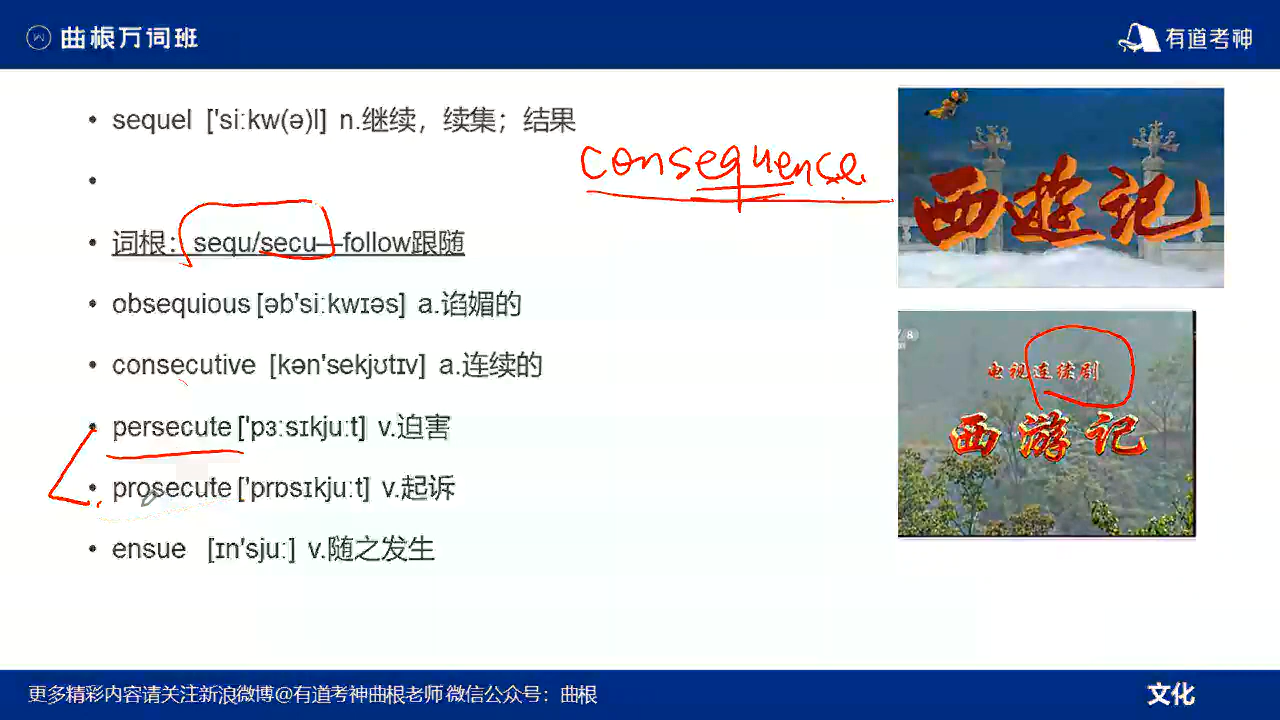 曲根万词班
有道考神
sequel ['siːkw(ə)l] n.继续，续集；结果
consequence
西游记
词根：sequ/secu—follow跟随
obsequious [əb'siːkwɪəs] a.谄媚的
/ 8
电视连续剧
西游记
consecutive [kən'sekjʊtɪv] a.连续的
persecute ['pɜːsɪkjuːt] v.迫害
prosecute ['prɒsɪkjuːt] v.起诉
ensue [ɪn'sjuː] v.随之发生
更多精彩内容请关注新浪微博@有道考神曲根老师 微信公众号：曲根
文化